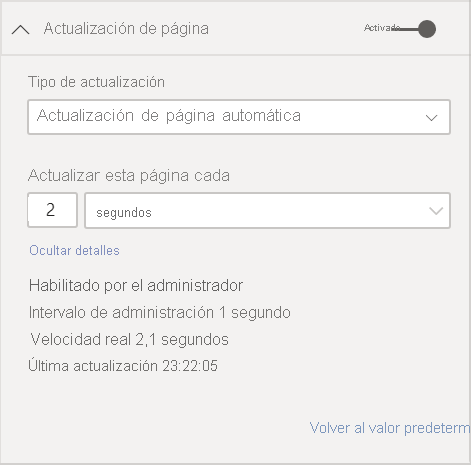 Actualización de página
Activado
Tipo de actualización
Actualización de página automática
Actualizar esta página cada
2
segundos
Ocultar detalles
Habilitado por el administrador
Intervalo de administración 1 segundo
Velocidad real 2,1 segundos
Última actualización 23:22:05
Volver al valor predeterm